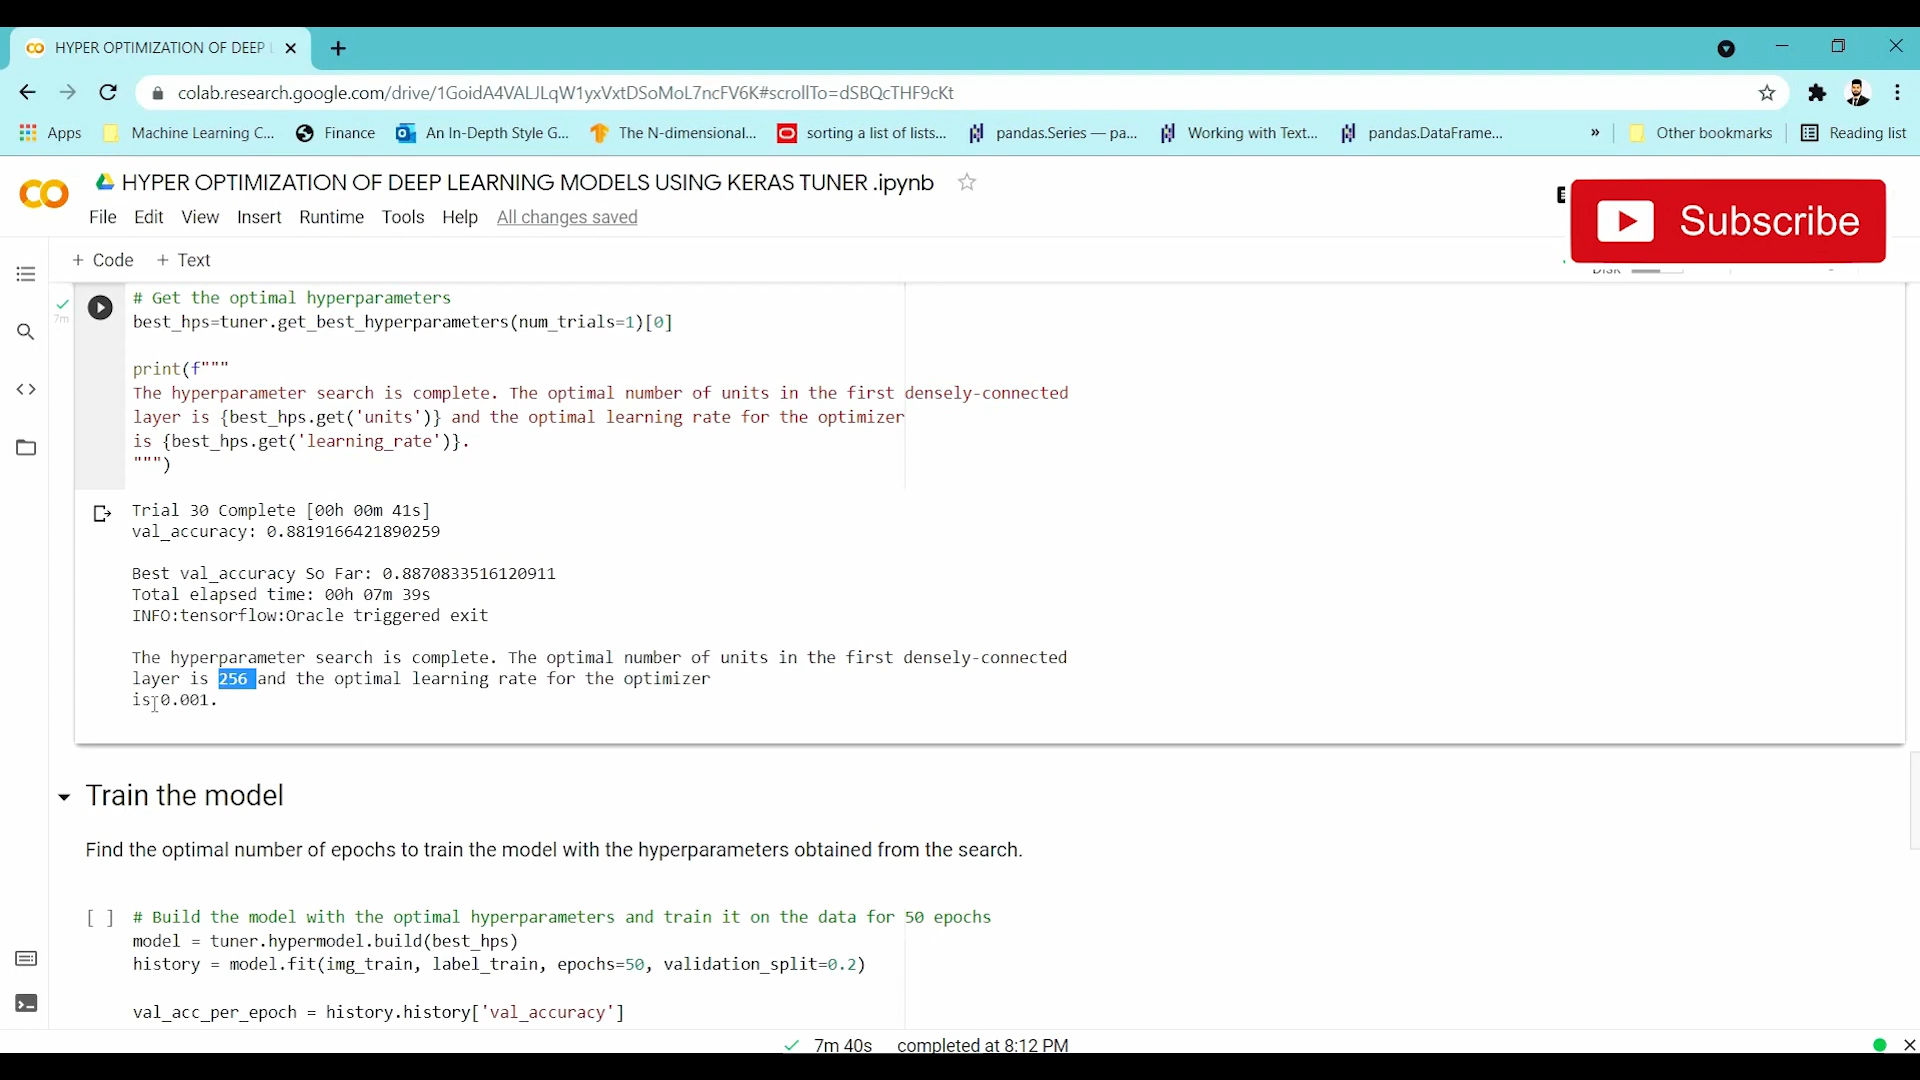 HYPER OPTIMIZATION OF DEEP
colab.research.google.com/drive/1GoidA4VALJLqW1yxVxtDSoMoL7ncFV6K#scrollTo=dSBQcTHF9cKt
Apps Machine Learning C... Finance An In-Depth Style G... The N-dimensional... sorting a list of lists... pandas.Series — pa... Working with Text... pandas.DataFrame... » Other bookmarks Reading list
HYPER OPTIMIZATION OF DEEP LEARNING MODELS USING KERAS TUNER .ipynb
File Edit View Insert Runtime Tools Help All changes saved
Subscribe
+ Code + Text
7m
# Get the optimal hyperparameters
best_hps=tuner.get_best_hyperparameters(num_trials=1)[0]
print(f"""
The hyperparameter search is complete. The optimal number of units in the first densely-connected
layer is {best_hps.get('units')} and the optimal learning rate for the optimizer
is {best_hps.get('learning_rate')}.
""")
Trial 30 Complete [00h 00m 41s]
val_accuracy: 0.8819166421890259
Best val_accuracy So Far: 0.8870833516120911
Total elapsed time: 00h 07m 39s
INFO:tensorflow:Oracle triggered exit
The hyperparameter search is complete. The optimal number of units in the first densely-connected
layer is 256 and the optimal learning rate for the optimizer
is 0.001.
Train the model
Find the optimal number of epochs to train the model with the hyperparameters obtained from the search.
[ ] # Build the model with the optimal hyperparameters and train it on the data for 50 epochs
model = tuner.hypermodel.build(best_hps)
history = model.fit(img_train, label_train, epochs=50, validation_split=0.2)
val_acc_per_epoch = history.history['val_accuracy']
7m 40s completed at 8:12 PM